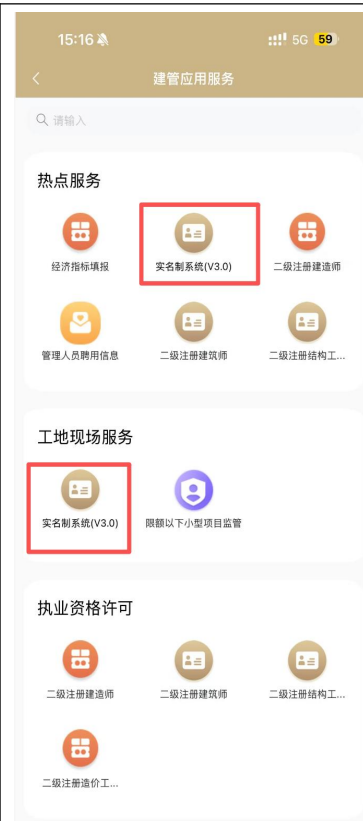 15:16
5G 59
建管应用服务
请输入
热点服务
经济指标填报
实名制系统(V3.0)
二级注册建造师
管理人员聘用信息
二级注册建筑师
二级注册结构工...
工地现场服务
实名制系统(V3.0)
限额以下小型项目监管
执业资格许可
二级注册建造师
二级注册建筑师
二级注册结构工...
二级注册造价工...